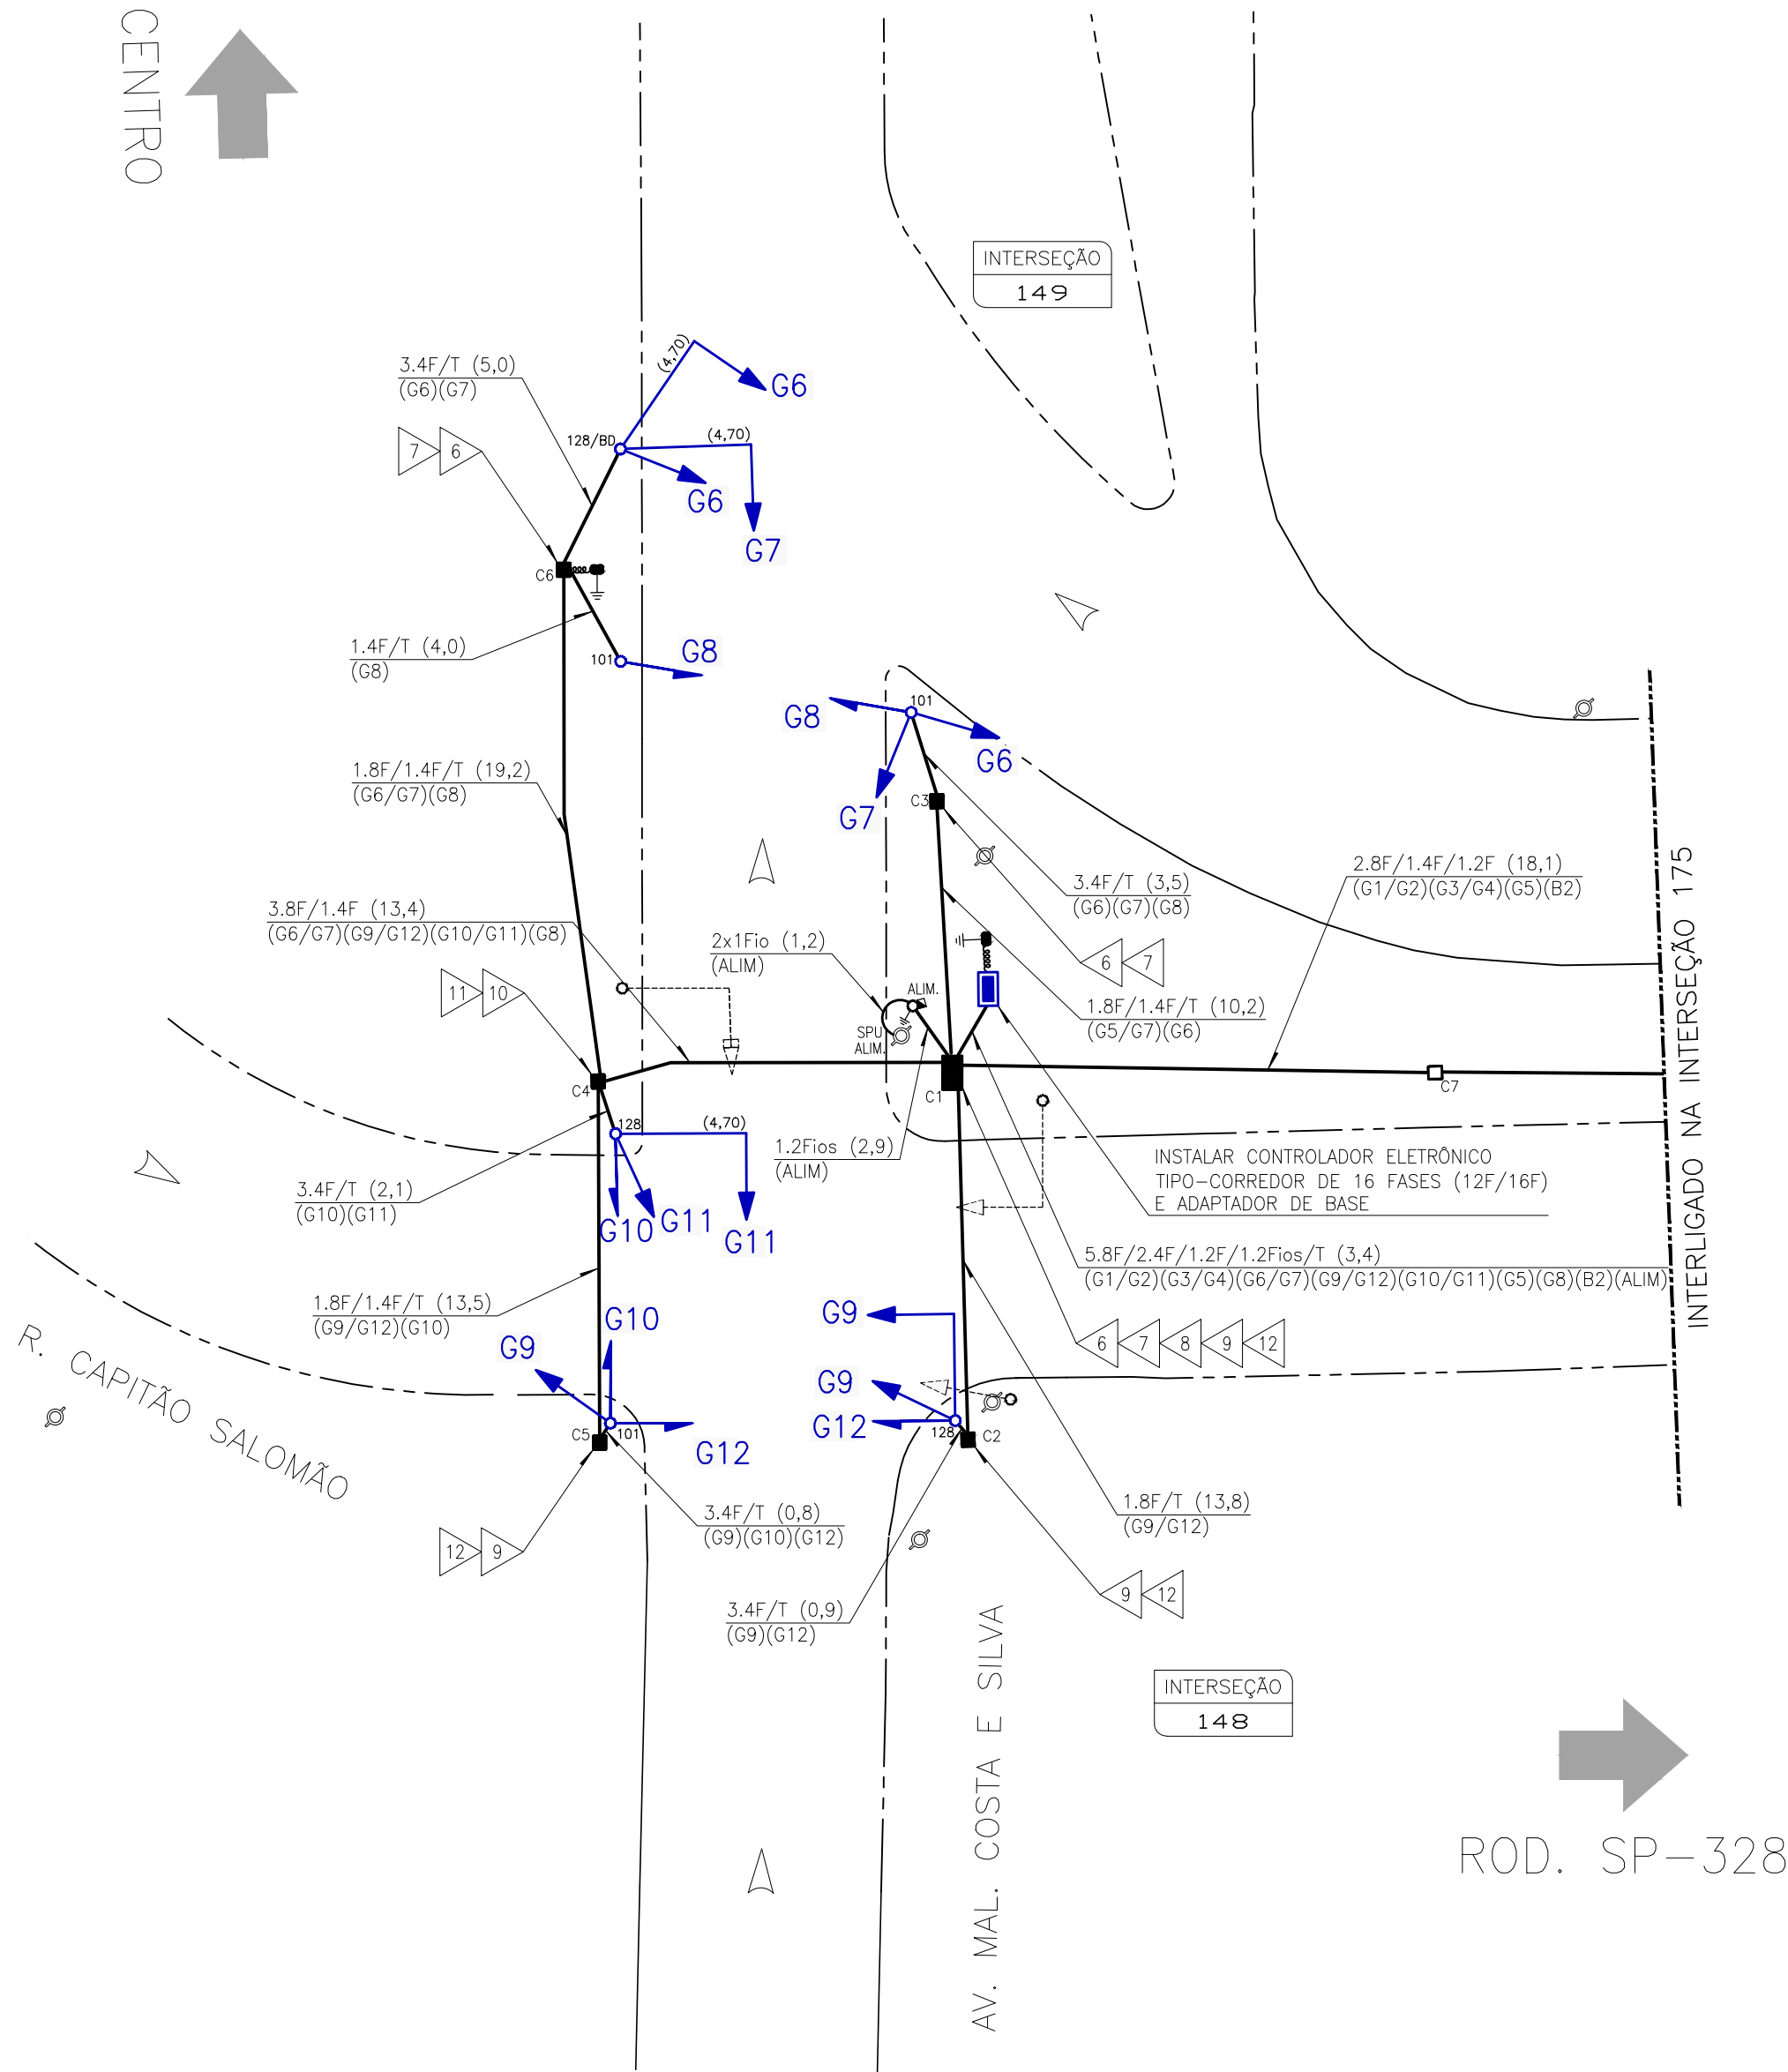 CENTRO
INTERSEÇÃO
149
3.4F/T (5,0)
(G6)(G7)
(4,70)
G6
128/BD
(4,70)
7
6
G6
G7
C6
1.4F/T (4,0)
(G8)
101
G8
101
G8
G6
G7
C3
1.8F/1.4F/T (19,2)
(G6/G7)(G8)
3.4F/T (3,5)
(G6)(G7)(G8)
2.8F/1.4F/1.2F (18,1)
(G1/G2)(G3/G4)(G5)(B2)
3.8F/1.4F (13,4)
(G6/G7)(G9/G12)(G10/G11)(G8)
2x1Fio (1,2)
(ALIM)
6
7
11
10
ALIM.
SPU
ALIM.
1.8F/1.4F/T (10,2)
(G5/G7)(G6)
INTERLIGADO NA INTERSEÇÃO 175
C4
C1
C7
128
(4,70)
1.2Fios (2,9)
(ALIM)
INSTALAR CONTROLADOR ELETRÔNICO
TIPO-CORREDOR DE 16 FASES (12F/16F)
E ADAPTADOR DE BASE
3.4F/T (2,1)
(G10)(G11)
G10
G11
G11
5.8F/2.4F/1.2F/1.2Fios/T (3,4)
(G1/G2)(G3/G4)(G6/G7)(G9/G12)(G10/G11)(G5)(G8)(B2)(ALIM)
1.8F/1.4F/T (13,5)
(G9/G12)(G10)
G10
G9
G9
6
7
8
9
12
R. CAPITÃO SALOMÃO
G9
G12
C5
101
G12
128
C2
3.4F/T (0,8)
(G9)(G10)(G12)
1.8F/T (13,8)
(G9/G12)
12
9
9
12
3.4F/T (0,9)
(G9)(G12)
AV. MAL. COSTA E SILVA
INTERSEÇÃO
148
ROD. SP-328